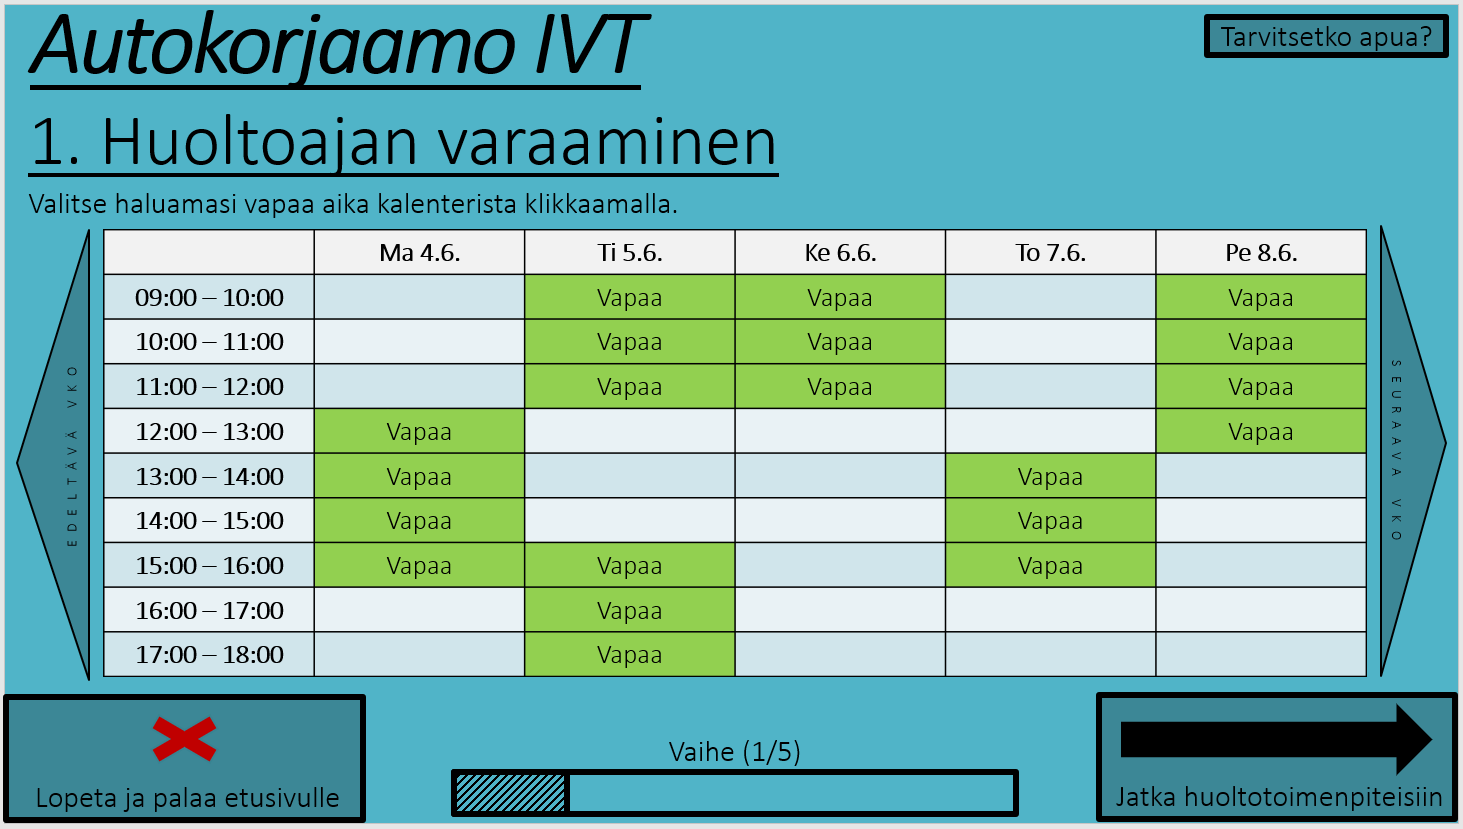 Autokorjaamo IVT
Tarvitsetko apua?
1. Huoltoajan varaaminen
Valitse haluamasi vapaa aika kalenterista klikkaamalla.
Ma 4.6. Ti 5.6. Ke 6.6. To 7.6. Pe 8.6.
09:00 – 10:00 Vapaa Vapaa Vapaa
10:00 – 11:00 Vapaa Vapaa Vapaa
11:00 – 12:00 Vapaa Vapaa Vapaa
12:00 – 13:00 Vapaa Vapaa
13:00 – 14:00 Vapaa Vapaa
14:00 – 15:00 Vapaa Vapaa
15:00 – 16:00 Vapaa Vapaa Vapaa
16:00 – 17:00 Vapaa
17:00 – 18:00 Vapaa
EDELTÄVÄ VKO
SEURAAVA VKO
Lopeta ja palaa etusivulle
Vaihe (1/5)
Jatka huoltotoimenpiteisiin